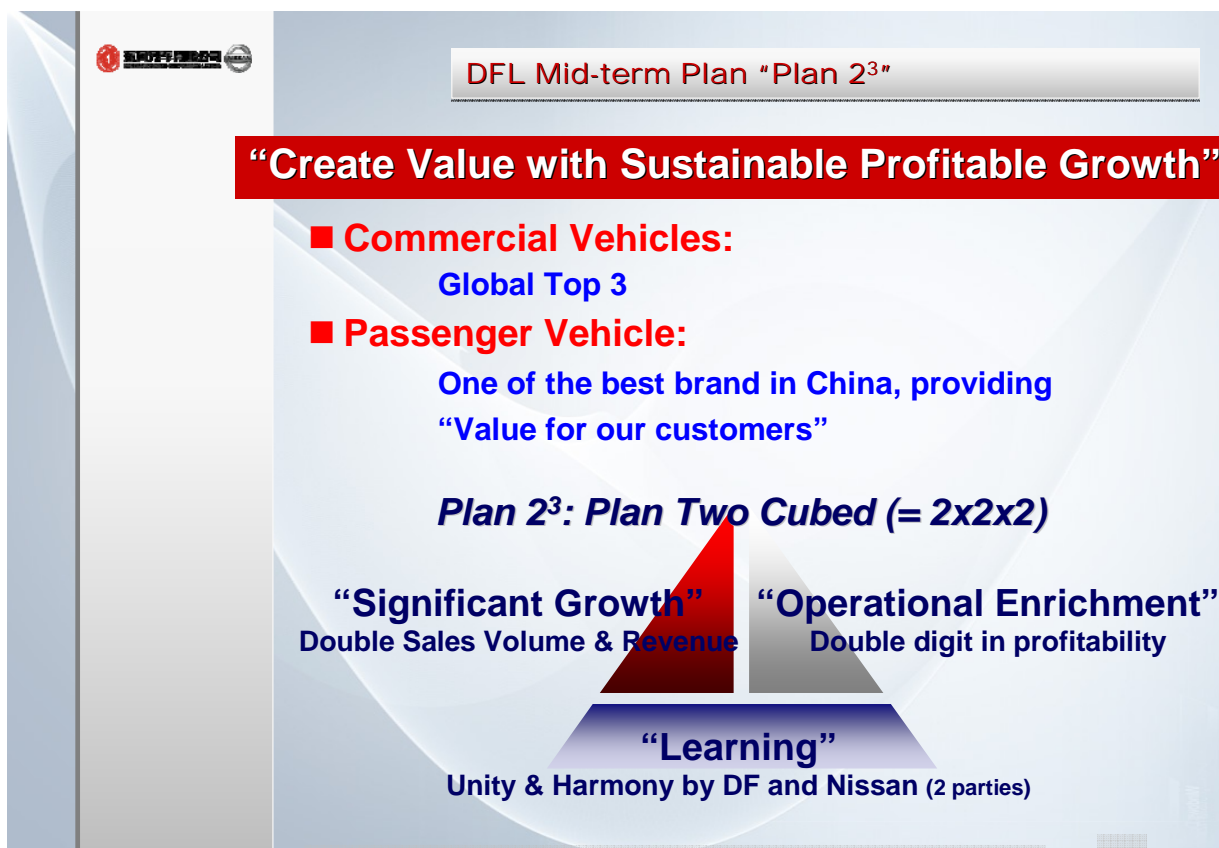 DFL Mid-term Plan “Plan 2³”
“Create Value with Sustainable Profitable Growth”
Commercial Vehicles:
Global Top 3
Passenger Vehicle:
One of the best brand in China, providing
“Value for our customers”
Plan 2³: Plan Two Cubed (= 2x2x2)
“Significant Growth”
Double Sales Volume & Revenue
“Operational Enrichment”
Double digit in profitability
“Learning”
Unity & Harmony by DF and Nissan (2 parties)